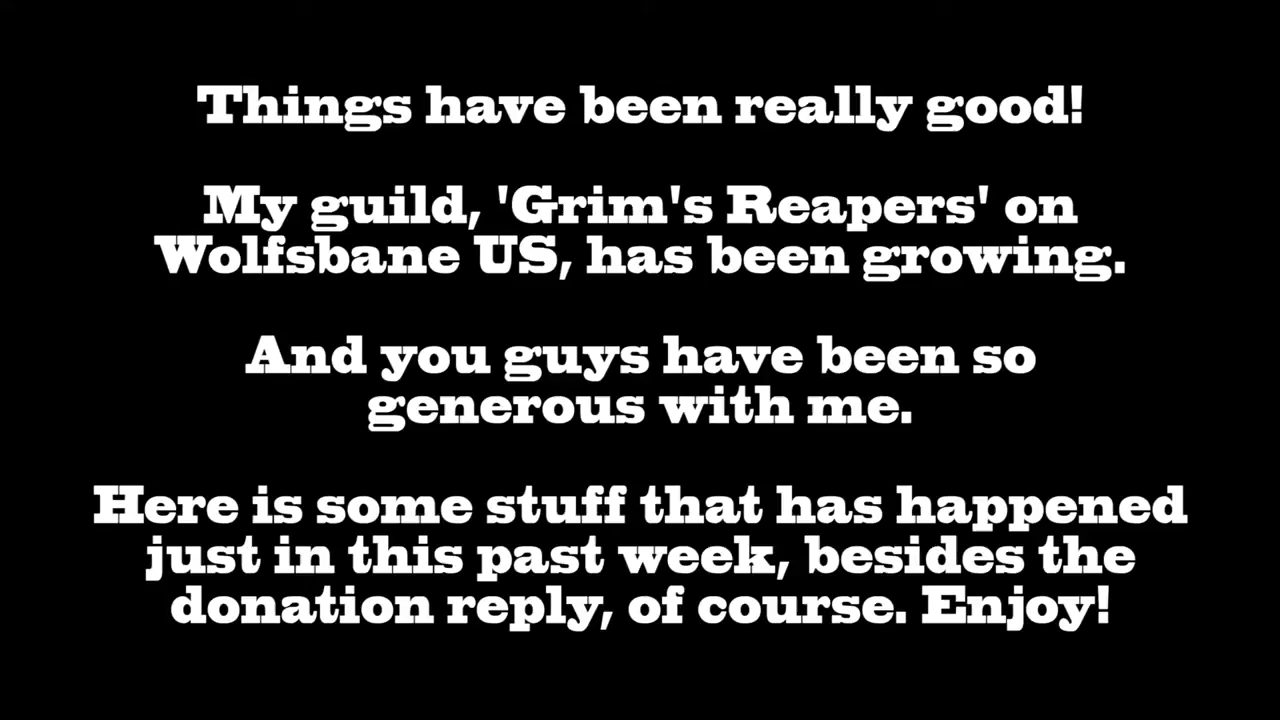 Things have been really good!
My guild, 'Grim's Reapers' on
Wolfsbane US, has been growing.
And you guys have been so
generous with me.
Here is some stuff that has happened
just in this past week, besides the
donation reply, of course. Enjoy!